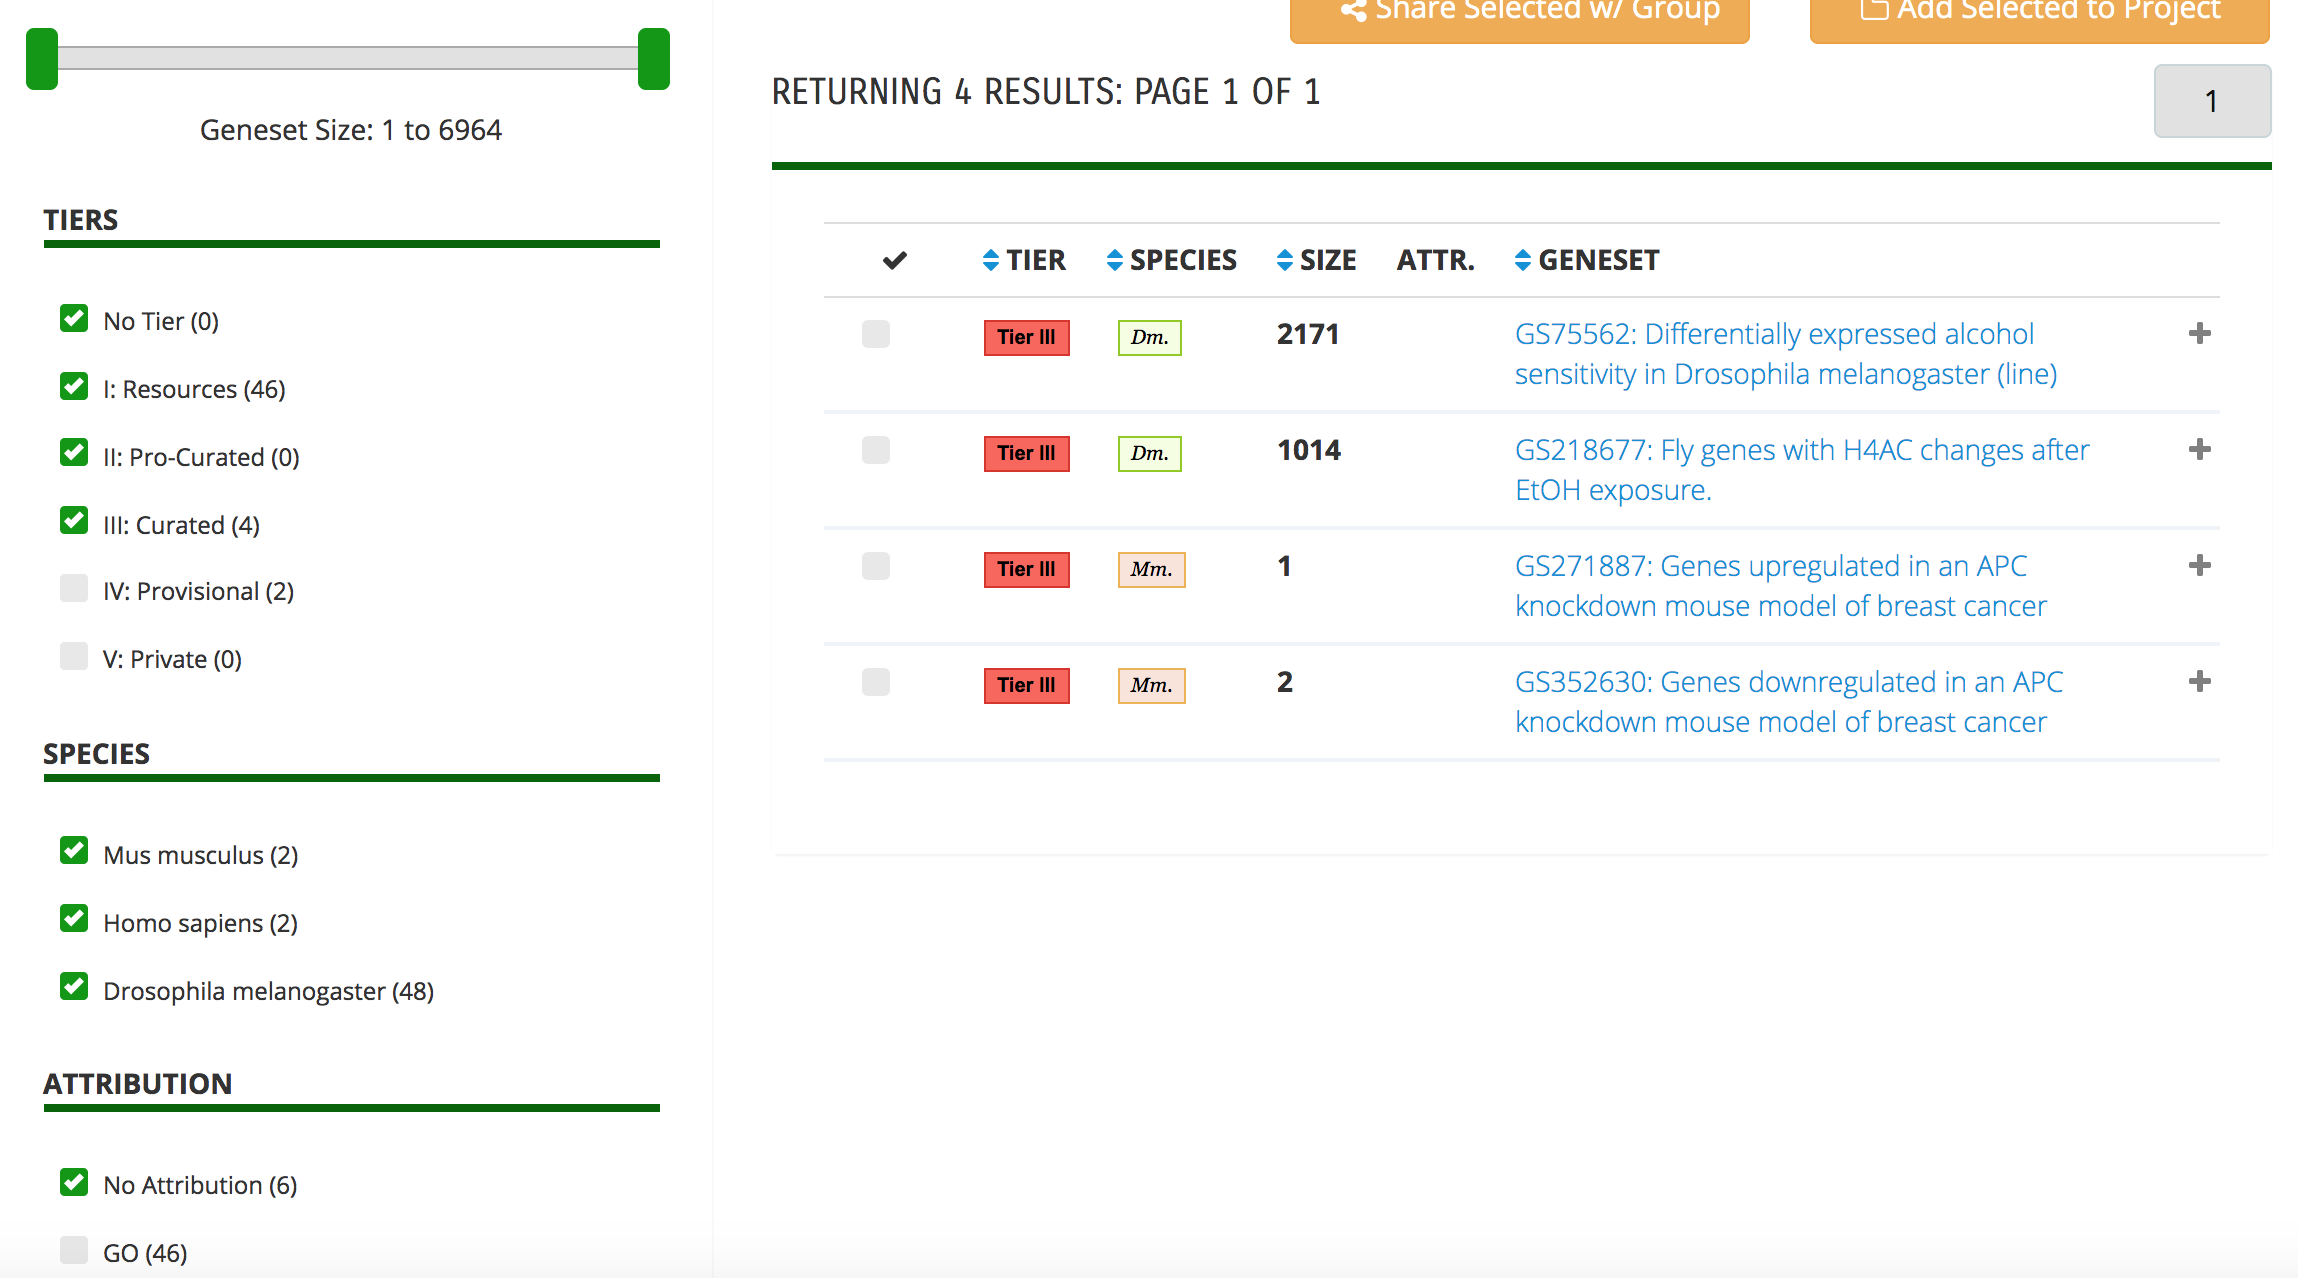 Share Selected w/ Group
Add Selected to Project
Geneset Size: 1 to 6964
TIERS
No Tier (0)
I: Resources (46)
II: Pro-Curated (0)
III: Curated (4)
IV: Provisional (2)
V: Private (0)
SPECIES
Mus musculus (2)
Homo sapiens (2)
Drosophila melanogaster (48)
ATTRIBUTION
No Attribution (6)
GO (46)
RETURNING 4 RESULTS: PAGE 1 OF 1
1
TIER SPECIES SIZE ATTR. GENESET
Tier III Dm. 2171 GS75562: Differentially expressed alcohol
sensitivity in Drosophila melanogaster (line)
Tier III Dm. 1014 GS218677: Fly genes with H4AC changes after
EtOH exposure.
Tier III Mm. 1 GS271887: Genes upregulated in an APC
knockdown mouse model of breast cancer
Tier III Mm. 2 GS352630: Genes downregulated in an APC
knockdown mouse model of breast cancer